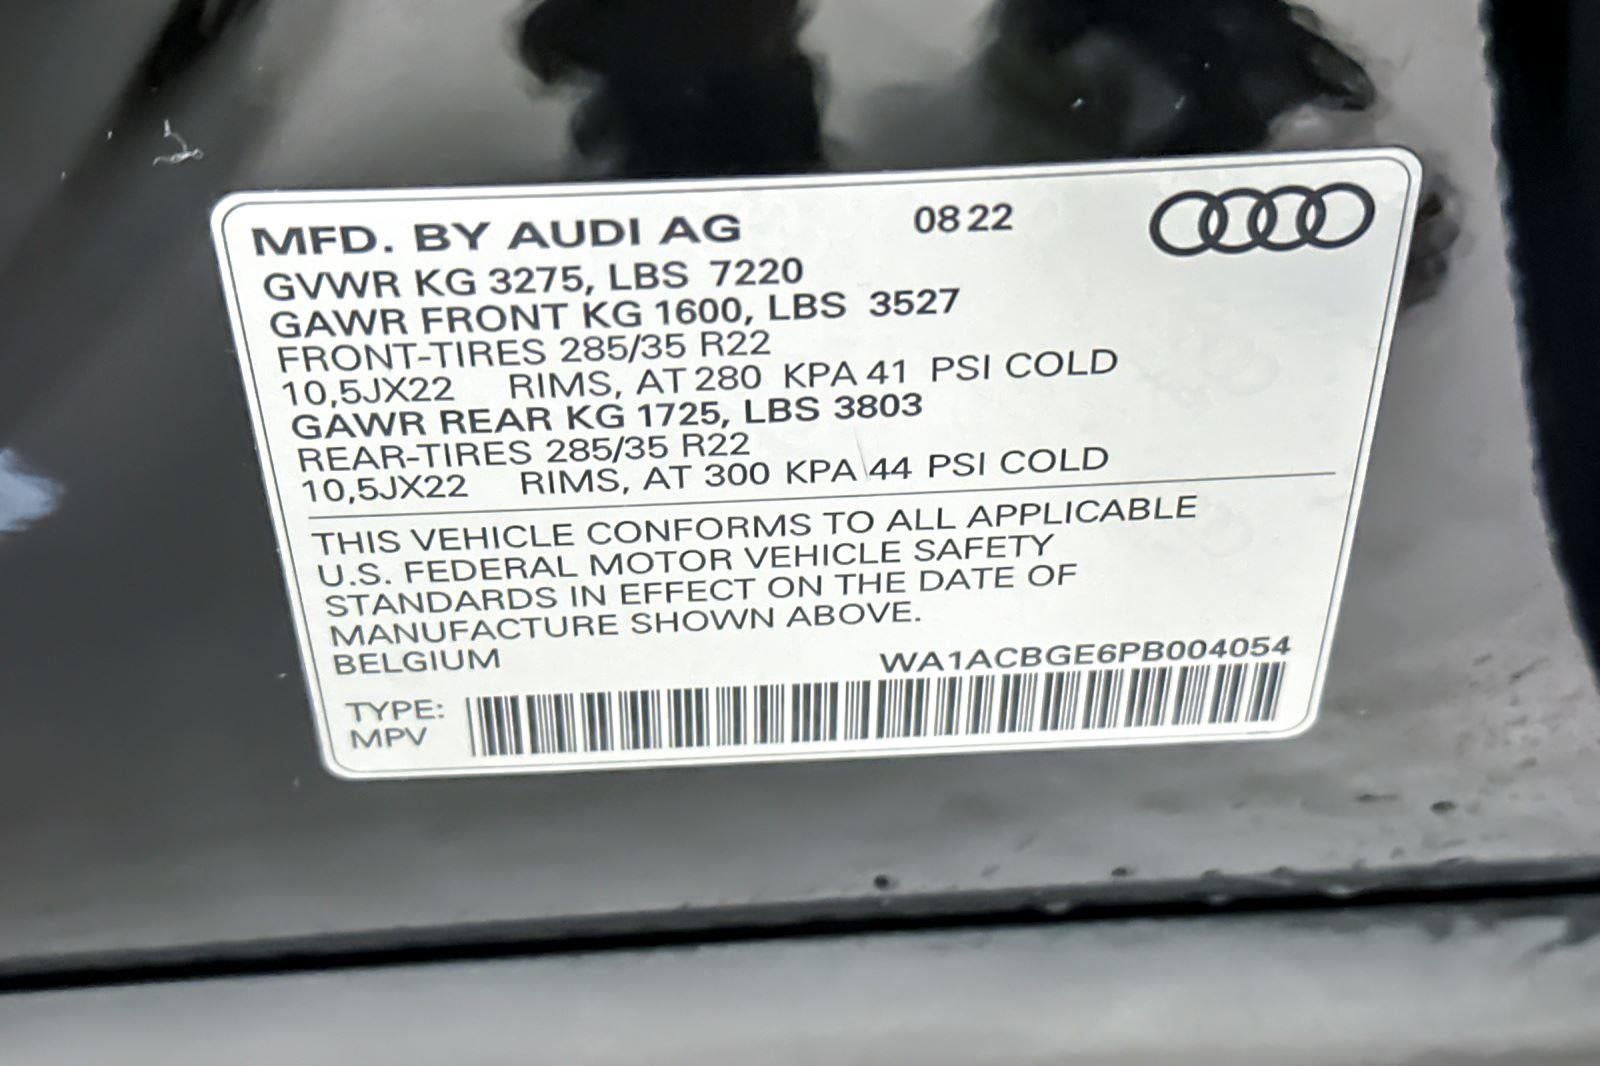 MFD. BY AUDI AG 08 22
GVWR KG 3275, LBS 7220
GAWR FRONT KG 1600, LBS 3527
FRONT-TIRES 285/35 R22
10,5JX22 RIMS, AT 280 KPA 41 PSI COLD
GAWR REAR KG 1725, LBS 3803
REAR-TIRES 285/35 R22
10,5JX22 RIMS, AT 300 KPA 44 PSI COLD
THIS VEHICLE CONFORMS TO ALL APPLICABLE
U.S. FEDERAL MOTOR VEHICLE SAFETY
STANDARDS IN EFFECT ON THE DATE OF
MANUFACTURE SHOWN ABOVE.
BELGIUM WA1ACBGE6PB004054
TYPE:
MPV